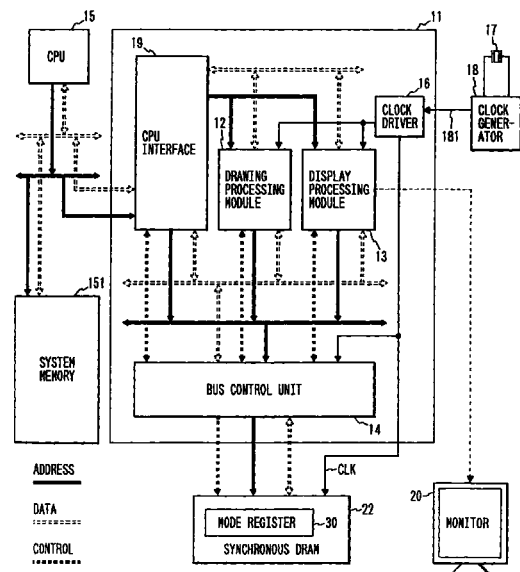 15
CPU
11
19
CPU
INTERFACE
12
DRAWING
PROCESSING
MODULE
DISPLAY
PROCESSING
MODULE
13
16
CLOCK
DRIVER
17
18
CLOCK
GENER-
ATOR
181
151
SYSTEM
MEMORY
BUS CONTROL UNIT
14
ADDRESS
DATA
CONTROL
CLK
22
MODE REGISTER
30
SYNCHRONOUS DRAM
20
MONITOR